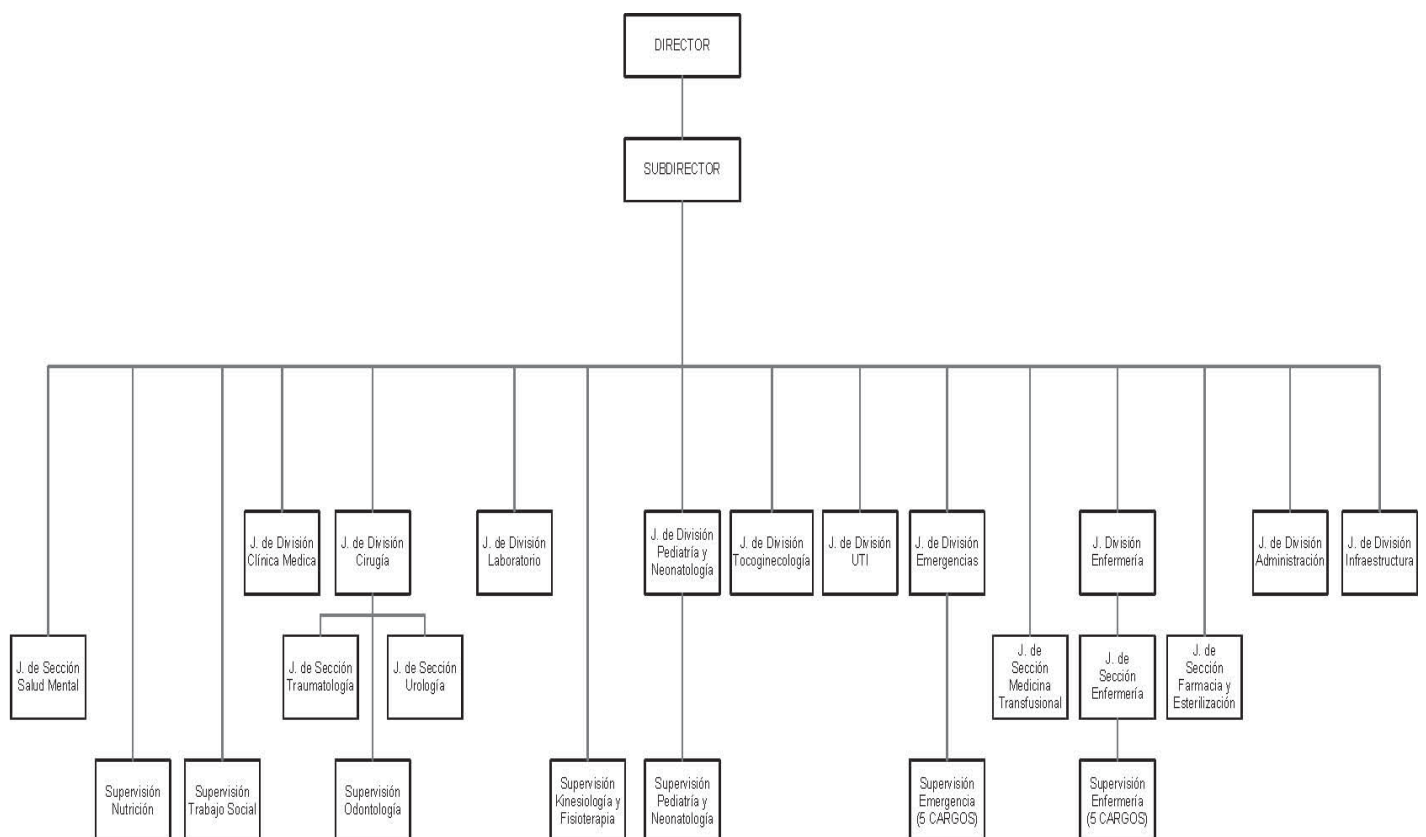 DIRECTOR
SUBDIRECTOR
J. de División
Clínica Medica
J. de División
Cirugía
J. de División
Laboratorio
J. de División
Pediatría y
Neonatología
J. de División
Tocoginecología
J. de División
UTI
J. de División
Emergencias
J. División
Enfermería
J. de División
Administración
J. de División
Infraestructura
J. de Sección
Salud Mental
J. de Sección
Traumatología
J. de Sección
Urología
J. de
Sección
Medicina
Transfusional
J. de
Sección
Enfermería
J. de
Sección
Farmacia y
Esterilización
Supervisión
Nutrición
Supervisión
Trabajo Social
Supervisión
Odontología
Supervisión
Kinesiología y
Fisioterapia
Supervisión
Pediatría y
Neonatología
Supervisión
Emergencia
(5 CARGOS)
Supervisión
Enfermería
(5 CARGOS)